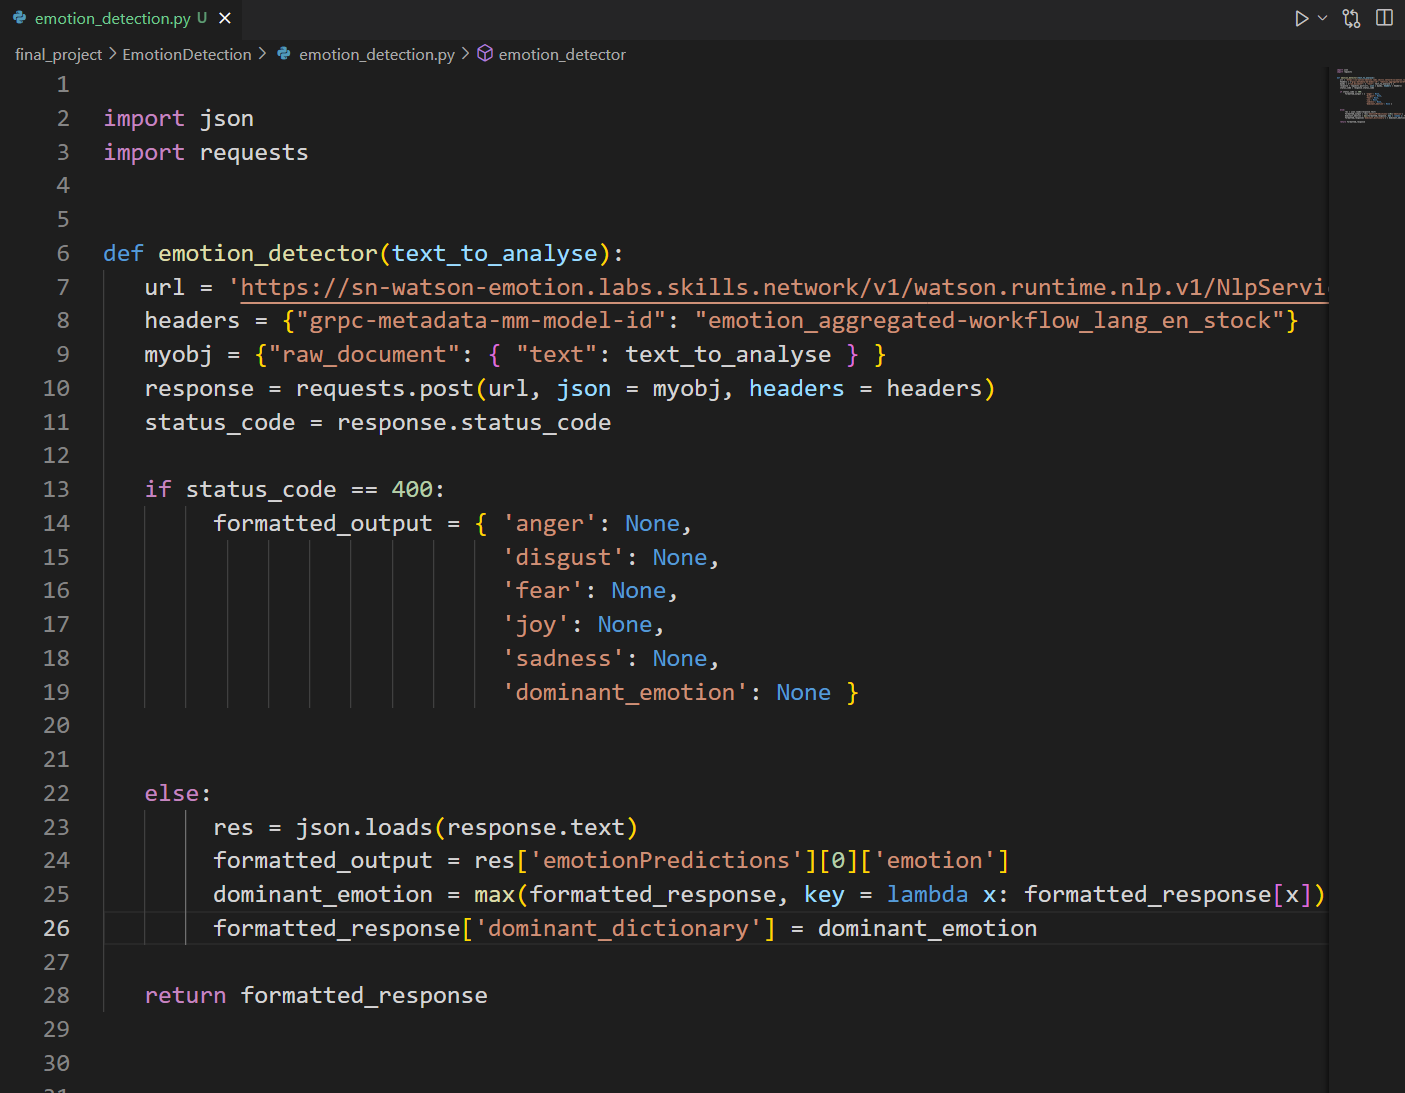 emotion_detection.py U
final_project > EmotionDetection > emotion_detection.py > emotion_detector
1
2 import json
3 import requests
4
5
6 def emotion_detector(text_to_analyse):
7 url = 'https://sn-watson-emotion.labs.skills.network/v1/watson.runtime.nlp.v1/NlpServi
8 headers = {"grpc-metadata-mm-model-id": "emotion_aggregated-workflow_lang_en_stock"}
9 myobj = {"raw_document": { "text": text_to_analyse } }
10 response = requests.post(url, json = myobj, headers = headers)
11 status_code = response.status_code
12
13 if status_code == 400:
14 formatted_output = { 'anger': None,
15 'disgust': None,
16 'fear': None,
17 'joy': None,
18 'sadness': None,
19 'dominant_emotion': None }
20
21
22 else:
23 res = json.loads(response.text)
24 formatted_output = res['emotionPredictions'][0]['emotion']
25 dominant_emotion = max(formatted_response, key = lambda x: formatted_response[x])
26 formatted_response['dominant_dictionary'] = dominant_emotion
27
28 return formatted_response
29
30